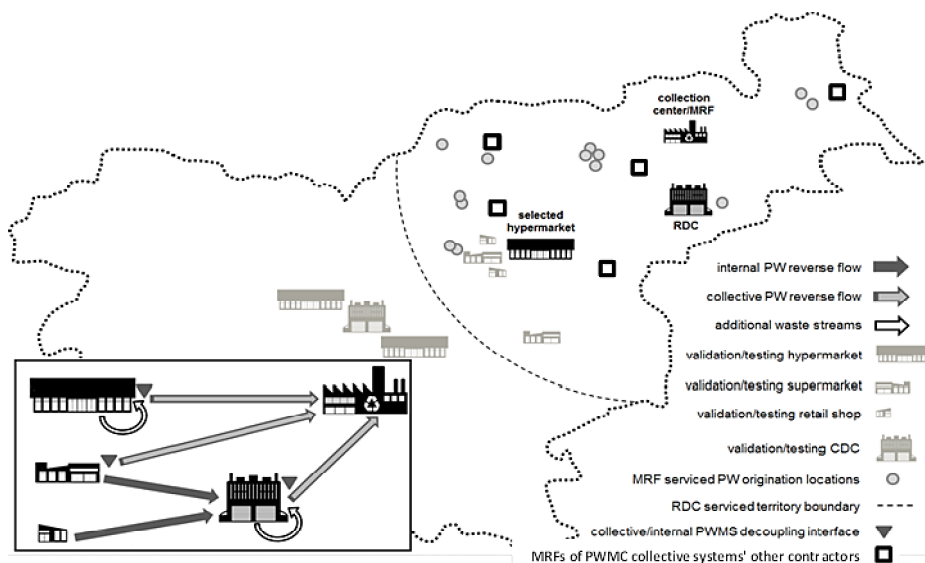 collection
center/MRF
selected
hypermarket
RDC
internal PW reverse flow
collective PW reverse flow
additional waste streams
validation/testing hypermarket
validation/testing supermarket
validation/testing retail shop
validation/testing CDC
MRF serviced PW origination locations
RDC serviced territory boundary
collective/internal PWMS decoupling interface
MRFs of PWMC collective systems' other contractors